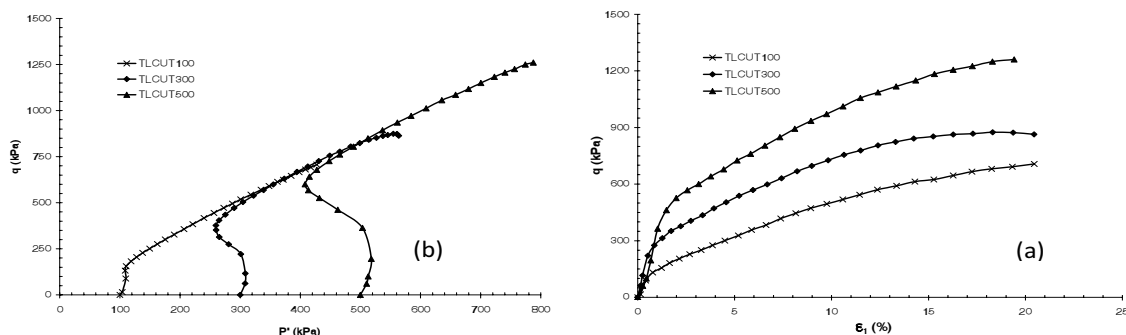 1500
1250
1000
750
500
250
0
q (kPa)
TLCUT100
TLCUT300
TLCUT500
(b)
0 100 200 300 400 500 600 700 800
P' (kPa)
1500
1200
900
600
300
0
q (kPa)
TLCUT100
TLCUT300
TLCUT500
(a)
0 5 10 15 20 25
ε1 (%)